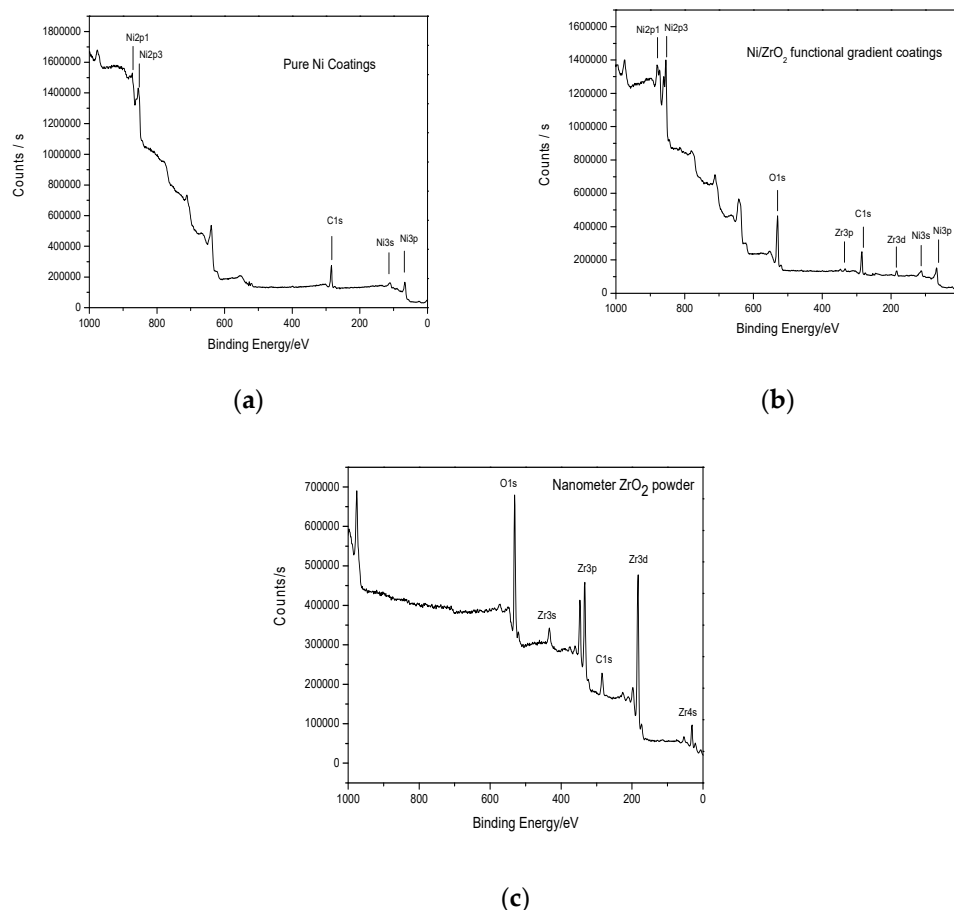 Ni2p1
Ni2p3
Pure Ni Coatings
C1s
Ni3s
Ni3p
1800000
1600000
1400000
1200000
1000000
800000
600000
400000
200000
0
Counts / s
1000
800
600
400
200
0
Binding Energy/eV
(a)
Ni2p1
Ni2p3
Ni/ZrO2 functional gradient coatings
O1s
Zr3p
C1s
Zr3d
Ni3s
Ni3p
1600000
1400000
1200000
1000000
800000
600000
400000
200000
0
Counts / s
1000
800
600
400
200
Binding Energy/eV
(b)
Nanometer ZrO2 powder
O1s
Zr3s
Zr3p
C1s
Zr3d
Zr4s
700000
600000
500000
400000
300000
200000
100000
0
Counts/s
1000
800
600
400
200
0
Binding Energy/eV
(c)